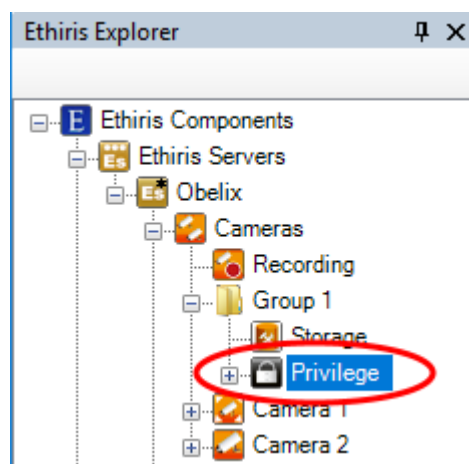 Ethiris Explorer
Ethiris Components
Ethiris Servers
Obelix
Cameras
Recording
Group 1
Storage
Privilege
Camera 1
Camera 2